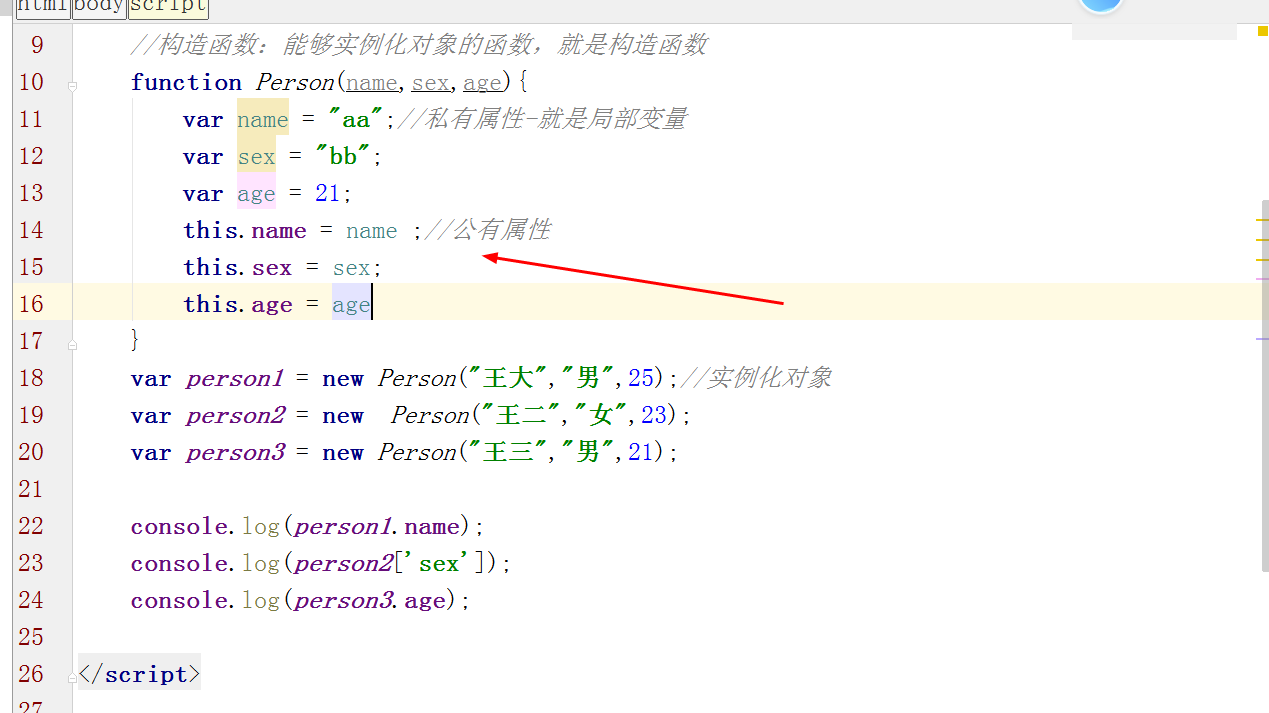 html body script
9 //构造函数：能够实例化对象的函数，就是构造函数
10 function Person(name,sex,age){
11 var name = "aa";//私有属性-就是局部变量
12 var sex = "bb";
13 var age = 21;
14 this.name = name ;//公有属性
15 this.sex = sex;
16 this.age = age
17 }
18 var person1 = new Person("王大","男",25);//实例化对象
19 var person2 = new  Person("王二","女",23);
20 var person3 = new Person("王三","男",21);
21
22 console.log(person1.name);
23 console.log(person2['sex']);
24 console.log(person3.age);
25
26 </script>
27